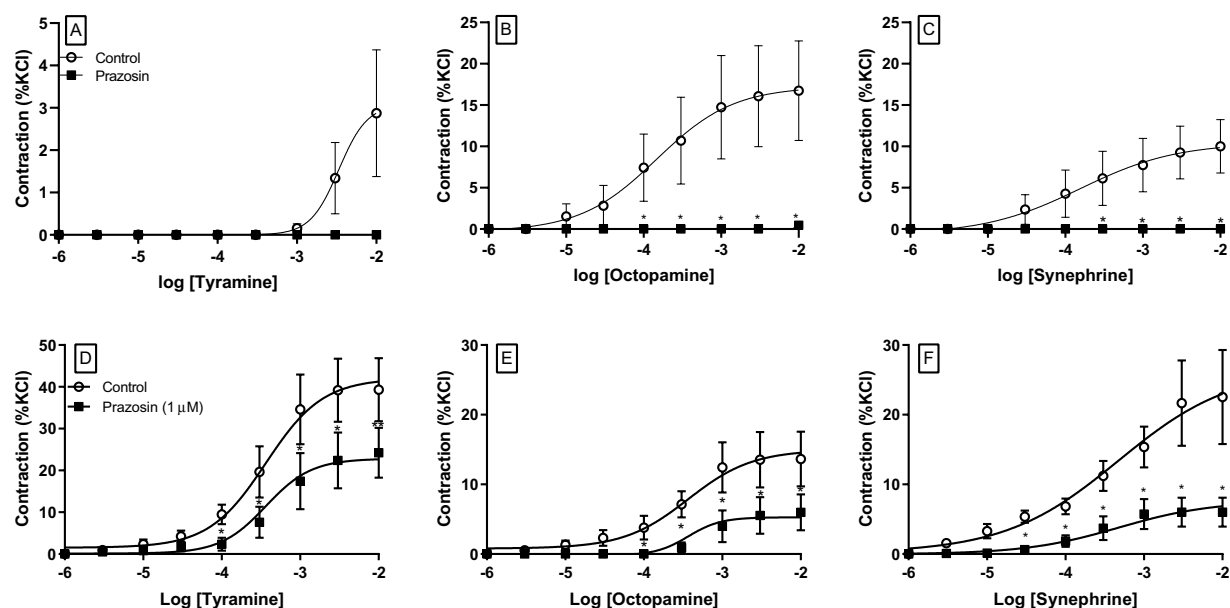 A
Control
Prazosin
Contraction (%KCl)
5
4
3
2
1
0
-6
-5
-4
-3
-2
log [Tyramine]
B
Contraction (%KCl)
25
20
15
10
5
0
* * * * *
-6
-5
-4
-3
-2
log [Octopamine]
C
Contraction (%KCl)
25
20
15
10
5
0
* * * *
-6
-5
-4
-3
-2
log [Synephrine]
D
Control
Prazosin (1 μM)
Contraction (%KCl)
50
40
30
20
10
0
* * * * **
-6
-5
-4
-3
-2
Log [Tyramine]
E
Contraction (%KCl)
30
20
10
0
* * * * *
-6
-5
-4
-3
-2
Log [Octopamine]
F
Contraction (%KCl)
30
20
10
0
* * * * * *
-6
-5
-4
-3
-2
Log [Synephrine]